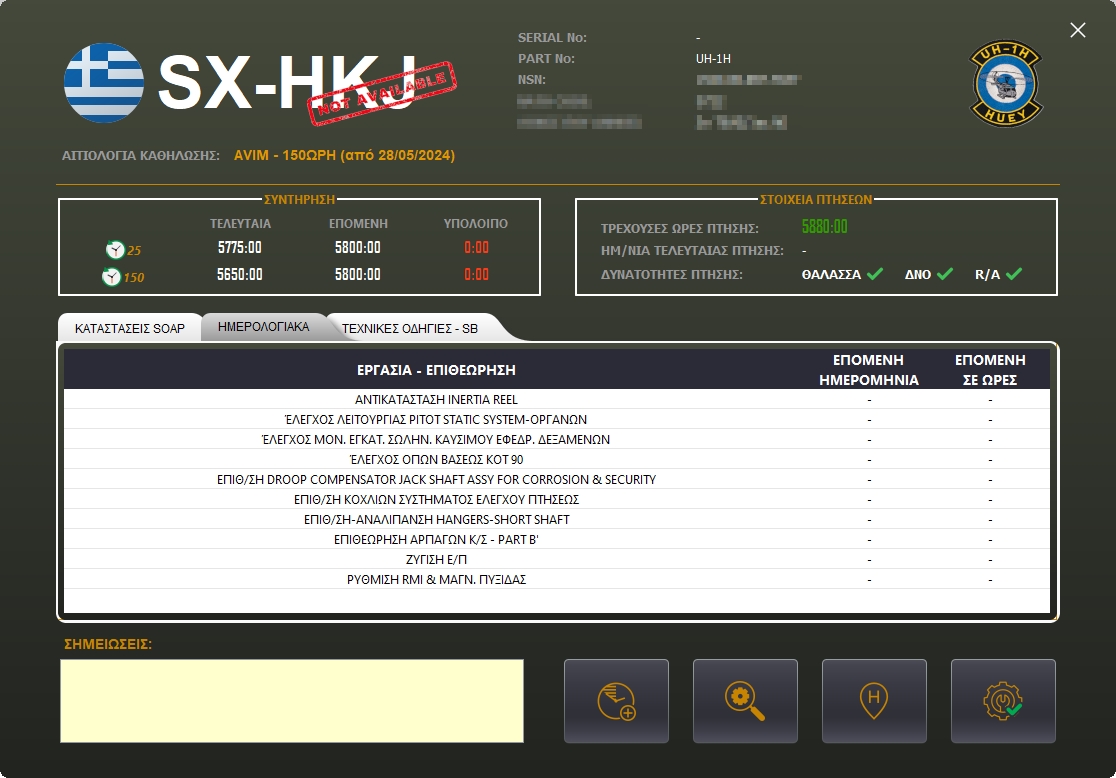 SX-HKJ
NOT AVAILABLE
SERIAL No: -
PART No: UH-1H
NSN:
UH-1H
HUEY
ΑΙΤΙΟΛΟΓΙΑ ΚΑΘΗΛΩΣΗΣ: AVIM - 150ΩΡΗ (από 28/05/2024)
ΣΥΝΤΗΡΗΣΗ
ΤΕΛΕΥΤΑΙΑ ΕΠΟΜΕΝΗ ΥΠΟΛΟΙΠΟ
25 5775:00 5800:00 0:00
150 5650:00 5800:00 0:00
ΣΤΟΙΧΕΙΑ ΠΤΗΣΕΩΝ
ΤΡΕΧΟΥΣΕΣ ΩΡΕΣ ΠΤΗΣΗΣ: 5880:00
ΗΜ/ΝΙΑ ΤΕΛΕΥΤΑΙΑΣ ΠΤΗΣΗΣ: -
ΔΥΝΑΤΟΤΗΤΕΣ ΠΤΗΣΗΣ: ΘΑΛΑΣΣΑ ΔΝΟ R/A
ΚΑΤΑΣΤΑΣΕΙΣ SOAP ΗΜΕΡΟΛΟΓΙΑΚΑ ΤΕΧΝΙΚΕΣ ΟΔΗΓΙΕΣ - SB
ΕΡΓΑΣΙΑ - ΕΠΙΘΕΩΡΗΣΗ ΕΠΟΜΕΝΗ ΗΜΕΡΟΜΗΝΙΑ ΕΠΟΜΕΝΗ ΣΕ ΩΡΕΣ
ΑΝΤΙΚΑΤΑΣΤΑΣΗ INERTIA REEL - -
ΈΛΕΓΧΟΣ ΛΕΙΤΟΥΡΓΙΑΣ PITOT STATIC SYSTEM-ΟΡΓΑΝΩΝ - -
ΈΛΕΓΧΟΣ ΜΟΝ. ΕΓΚΑΤ. ΣΩΛΗΝ. ΚΑΥΣΙΜΟΥ ΕΦΕΔΡ. ΔΕΞΑΜΕΝΩΝ - -
ΈΛΕΓΧΟΣ ΟΠΩΝ ΒΑΣΕΩΣ ΚΟΤ 90 - -
ΕΠΙΘ/ΣΗ DROOP COMPENSATOR JACK SHAFT ASSY FOR CORROSION & SECURITY - -
ΕΠΙΘ/ΣΗ ΚΟΧΛΙΩΝ ΣΥΣΤΗΜΑΤΟΣ ΕΛΕΓΧΟΥ ΠΤΗΣΕΩΣ - -
ΕΠΙΘ/ΣΗ-ΑΝΑΛΙΠΑΝΣΗ HANGERS-SHORT SHAFT - -
ΕΠΙΘΕΩΡΗΣΗ ΑΡΠΑΓΩΝ Κ/Σ - PART B' - -
ΖΥΓΙΣΗ Ε/Π - -
ΡΥΘΜΙΣΗ RMI & ΜΑΓΝ. ΠΥΞΙΔΑΣ - -
ΣΗΜΕΙΩΣΕΙΣ:
H